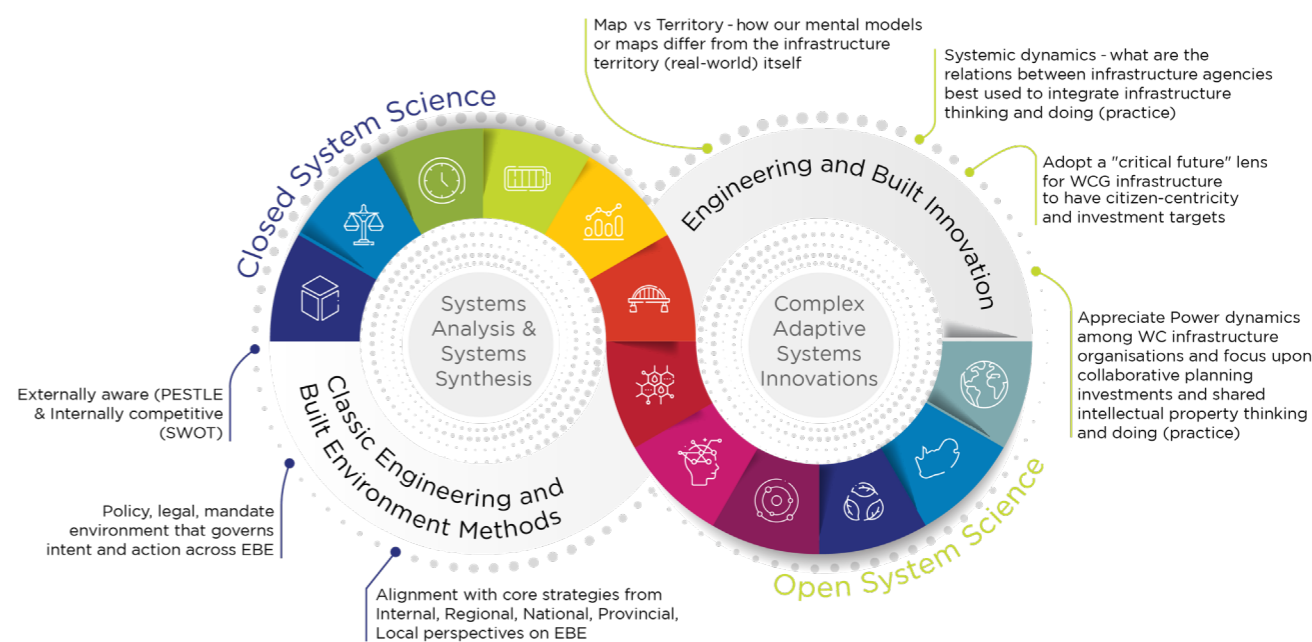 Map vs Territory - how our mental models
or maps differ from the infrastructure
territory (real-world) itself
Systemic dynamics - what are the
relations between infrastructure agencies
best used to integrate infrastructure
thinking and doing (practice)
Adopt a "critical future" lens
for WCG infrastructure
to have citizen-centricity
and investment targets
Appreciate Power dynamics
among WC infrastructure
organisations and focus upon
collaborative planning
investments and shared
intellectual property thinking
and doing (practice)
Closed System Science
Engineering and Built Innovation
Systems
Analysis &
Systems
Synthesis
Complex
Adaptive
Systems
Innovations
Classic Engineering and
Built Environment Methods
Open System Science
Externally aware (PESTLE
& Internally competitive
(SWOT)
Policy, legal, mandate
environment that governs
intent and action across EBE
Alignment with core strategies from
Internal, Regional, National, Provincial,
Local perspectives on EBE